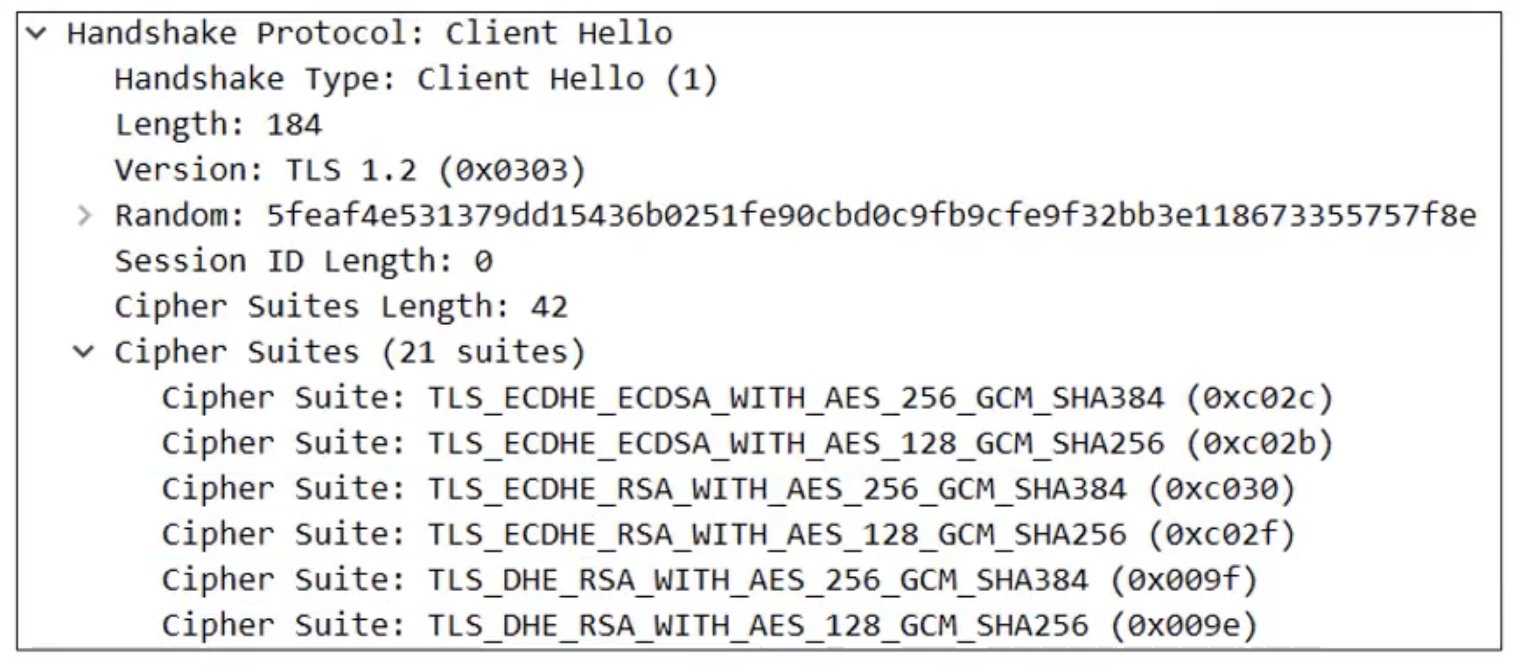 Handshake Protocol: Client Hello
Handshake Type: Client Hello (1)
Length: 184
Version: TLS 1.2 (0x0303)
Random: 5feaf4e531379dd15436b0251fe90cbd0c9fb9cfe9f32bb3e118673355757f8e
Session ID Length: 0
Cipher Suites Length: 42
Cipher Suites (21 suites)
Cipher Suite: TLS_ECDHE_ECDSA_WITH_AES_256_GCM_SHA384 (0xc02c)
Cipher Suite: TLS_ECDHE_ECDSA_WITH_AES_128_GCM_SHA256 (0xc02b)
Cipher Suite: TLS_ECDHE_RSA_WITH_AES_256_GCM_SHA384 (0xc030)
Cipher Suite: TLS_ECDHE_RSA_WITH_AES_128_GCM_SHA256 (0xc02f)
Cipher Suite: TLS_DHE_RSA_WITH_AES_256_GCM_SHA384 (0x009f)
Cipher Suite: TLS_DHE_RSA_WITH_AES_128_GCM_SHA256 (0x009e)